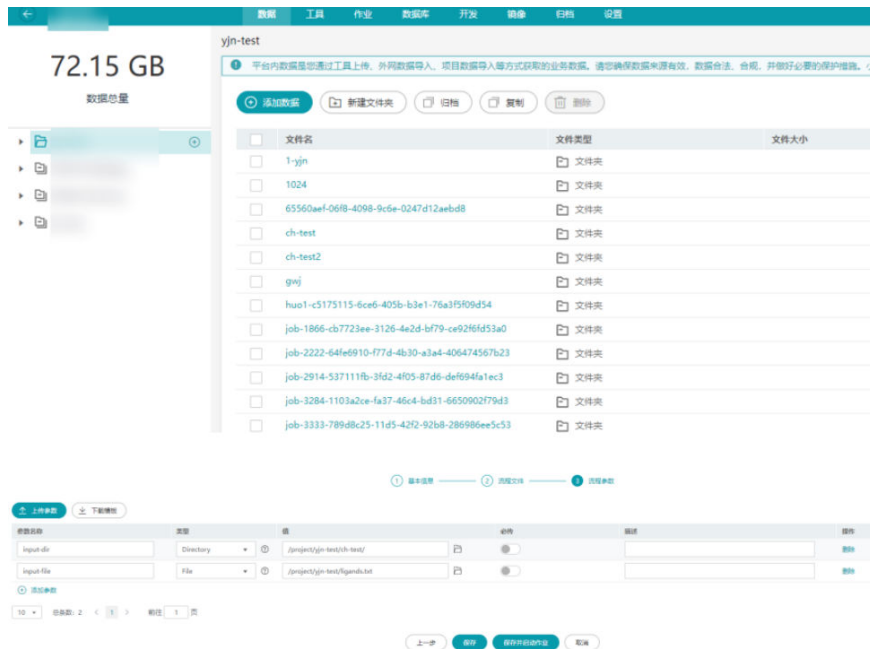 数据 工具 作业 数据库 开发 镜像 归档 设置
72.15 GB
数据总量
yjn-test
平台内数据是您通过工具上传、外网数据导入、项目数据导入等方式获取的业务数据。请您确保数据来源有效，数据合法、合规，并做好必要的保护措施。
添加数据 新建文件夹 归档 复制 删除
文件名 文件类型 文件大小
1-yjn 文件夹
1024 文件夹
65560aef-06f8-4098-9c6e-0247d12aebd8 文件夹
ch-test 文件夹
ch-test2 文件夹
gwj 文件夹
huo1-c5175115-6ce6-405b-b3e1-76a3f5f09d54 文件夹
job-1866-cb7723ee-3126-4e2d-bf79-ce92f6fd53a0 文件夹
job-2222-64fe6910-f77d-4b30-a3a4-406474567b23 文件夹
job-2914-537111fb-3fd2-4f05-87d6-def694fa1ec3 文件夹
job-3284-1103a2ce-fa37-46c4-bd31-6650902f79d3 文件夹
job-3333-789d8c25-11d5-42f2-92b8-286986ee5c53 文件夹
1 基本信息 2 流程文件 3 流程参数
上传参数 下载模板
参数名称 类型 值 必传 描述 操作
input-dir Directory /project/yjn-test/ch-test/ 删除
input-file File /project/yjn-test/ligands.txt 删除
添加参数
10 总条数: 2 < 1 > 前往 1 页
上一步 保存 保存并启动作业 取消